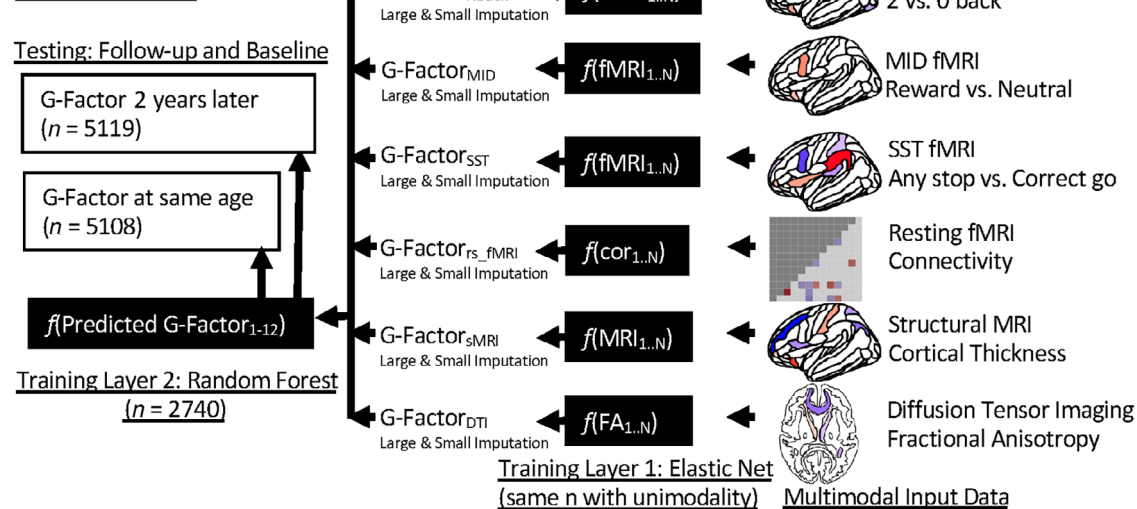 Large & Small Imputation
2 vs. 0 back
Testing: Follow-up and Baseline
G-Factor 2 years later
(n = 5119)
G-Factor at same age
(n = 5108)
f(Predicted G-Factor1-12)
Training Layer 2: Random Forest
(n = 2740)
G-FactorMID
Large & Small Imputation
f(fMRI1..N)
MID fMRI
Reward vs. Neutral
G-FactorSST
Large & Small Imputation
f(fMRI1..N)
SST fMRI
Any stop vs. Correct go
G-Factorrs_fMRI
Large & Small Imputation
f(cor1..N)
Resting fMRI
Connectivity
G-FactorsMRI
Large & Small Imputation
f(MRI1..N)
Structural MRI
Cortical Thickness
G-FactorDTI
Large & Small Imputation
f(FA1..N)
Diffusion Tensor Imaging
Fractional Anisotropy
Training Layer 1: Elastic Net
(same n with unimodality)
Multimodal Input Data